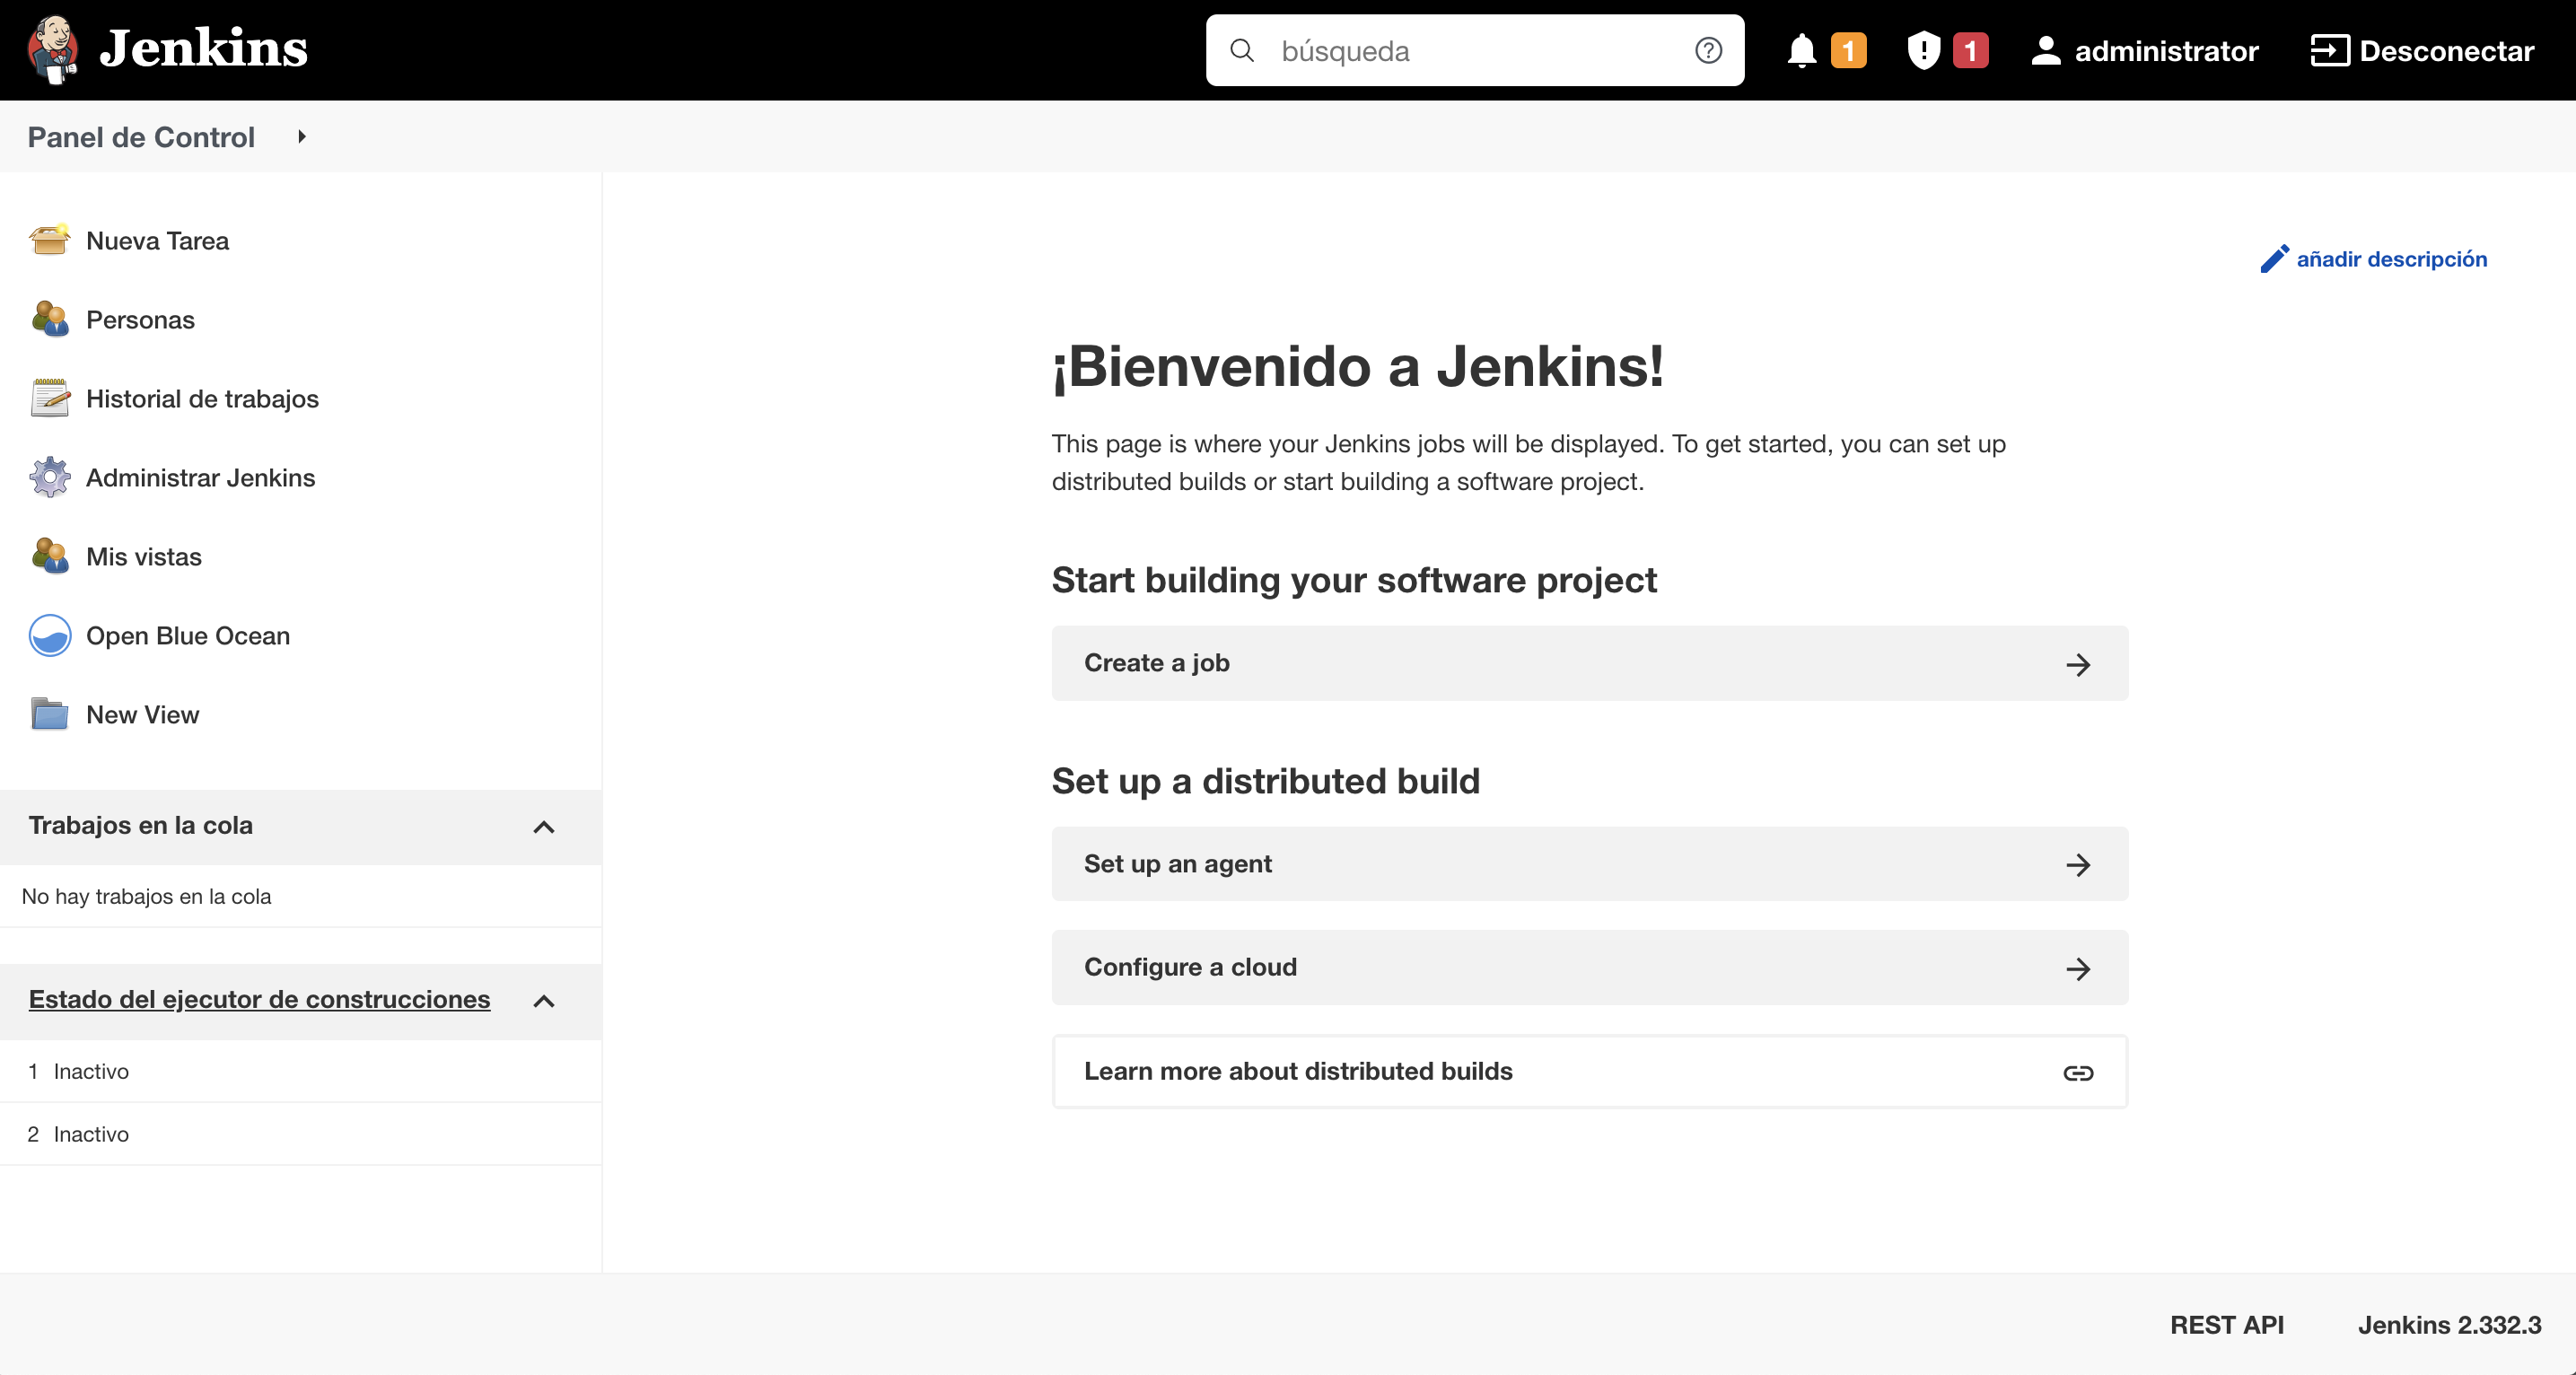 Jenkins
búsqueda
1
1
administrator
Desconectar
Panel de Control
Nueva Tarea
Personas
Historial de trabajos
Administrar Jenkins
Mis vistas
Open Blue Ocean
New View
Trabajos en la cola
No hay trabajos en la cola
Estado del ejecutor de construcciones
1 Inactivo
2 Inactivo
añadir descripción
¡Bienvenido a Jenkins!
This page is where your Jenkins jobs will be displayed. To get started, you can set up
distributed builds or start building a software project.
Start building your software project
Create a job
Set up a distributed build
Set up an agent
Configure a cloud
Learn more about distributed builds
REST API
Jenkins 2.332.3